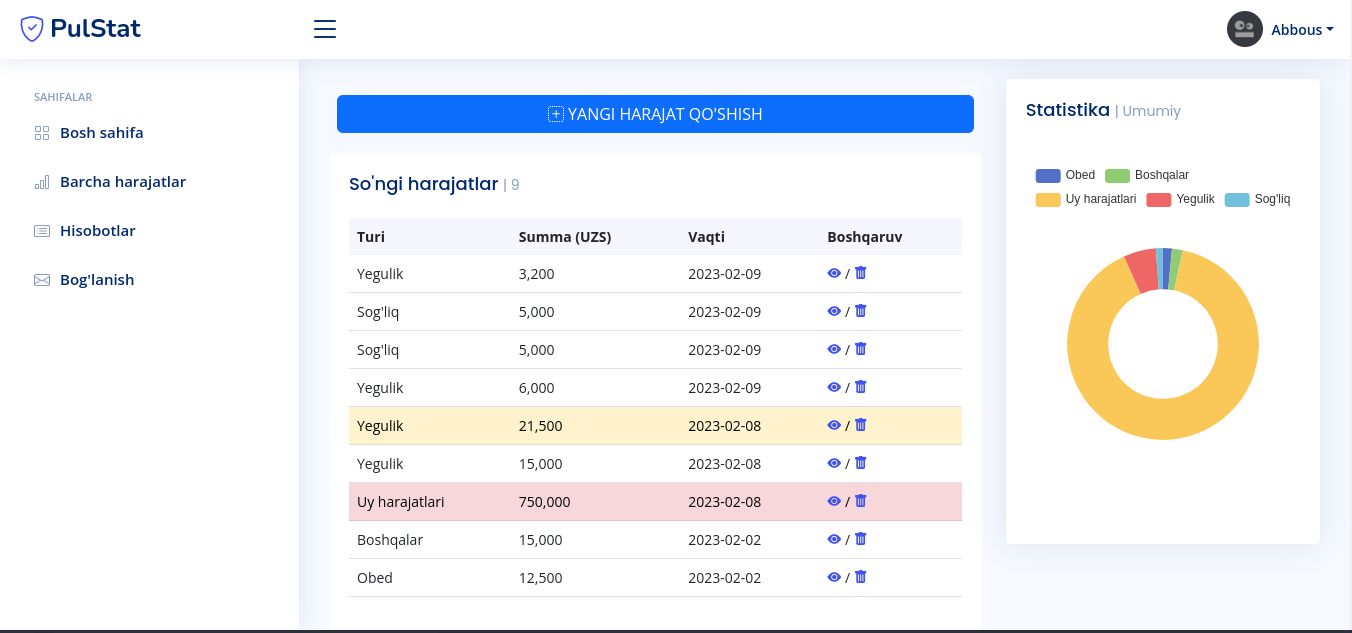 PulStat
Abbous
SAHIFALAR
Bosh sahifa
Barcha harajatlar
Hisobotlar
Bog'lanish
YANGI HARAJAT QO'SHISH
So'ngi harajatlar | 9
Turi Summa (UZS) Vaqti Boshqaruv
Yegulik 3,200 2023-02-09 /
Sog'liq 5,000 2023-02-09 /
Sog'liq 5,000 2023-02-09 /
Yegulik 6,000 2023-02-09 /
Yegulik 21,500 2023-02-08 /
Yegulik 15,000 2023-02-08 /
Uy harajatlari 750,000 2023-02-08 /
Boshqalar 15,000 2023-02-02 /
Obed 12,500 2023-02-02 /
Statistika | Umumiy
Obed Boshqalar
Uy harajatlari Yegulik Sog'liq